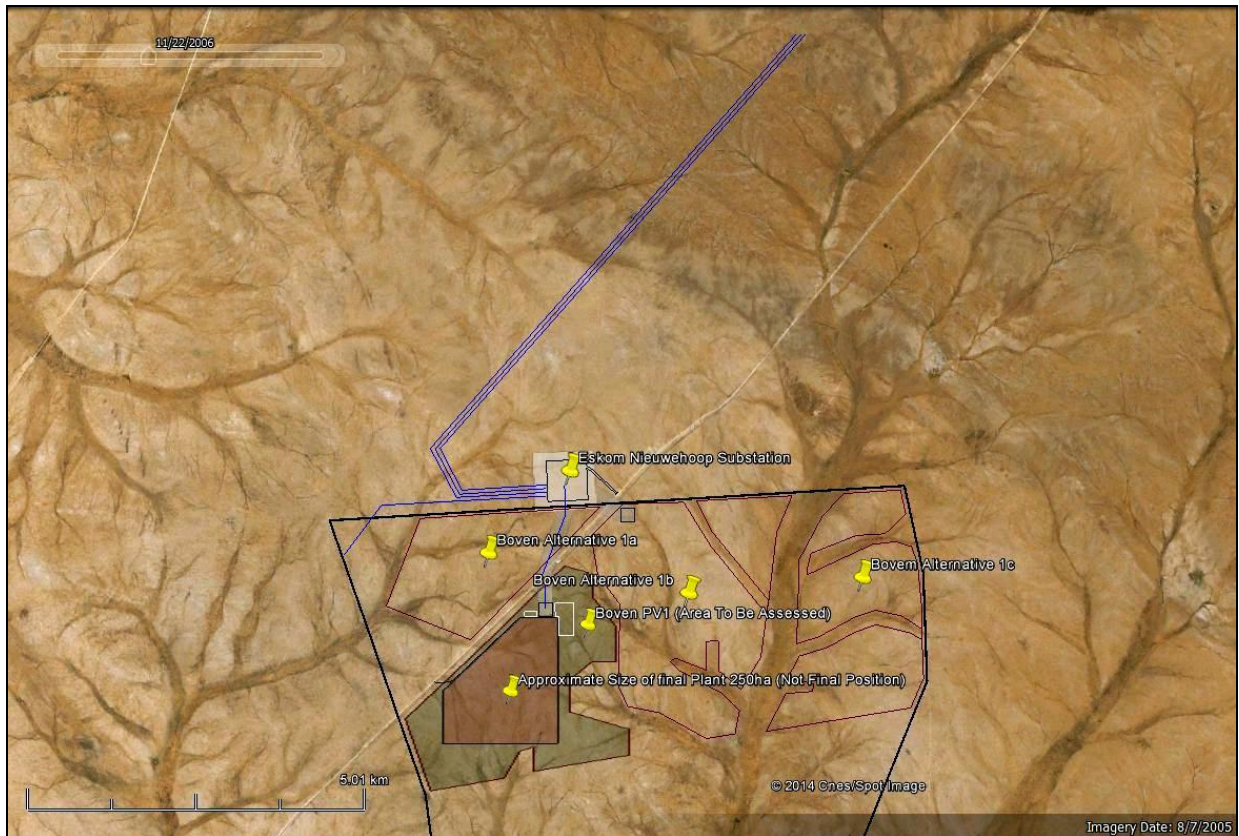 11/22/2006
Eskom Nieuwehoop Substation
Boven Alternative 1a
Bovem Alternative 1c
Boven Alternative 1b
Boven PV1 (Area To Be Assessed)
Approximate Size of final Plant 250ha (Not Final Position)
5.01 km
© 2014 Cnes/Spot Image
Imagery Date: 8/7/2005